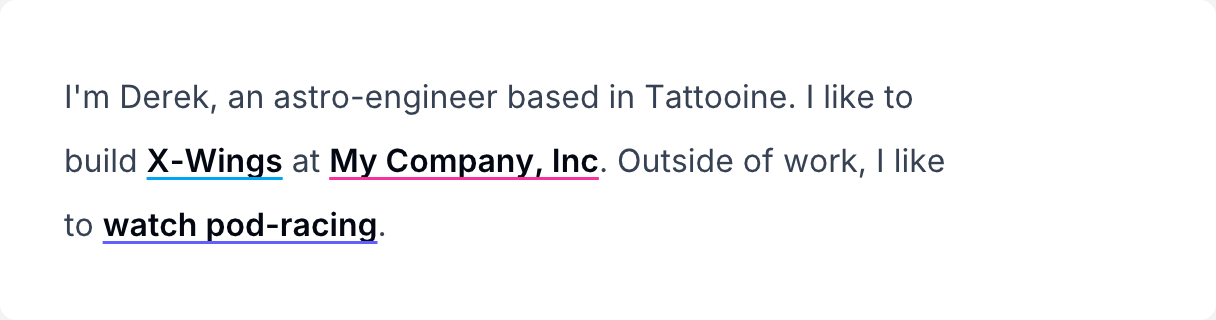 I'm Derek, an astro-engineer based in Tattooine. I like to
build X-Wings at My Company, Inc. Outside of work, I like
to watch pod-racing.